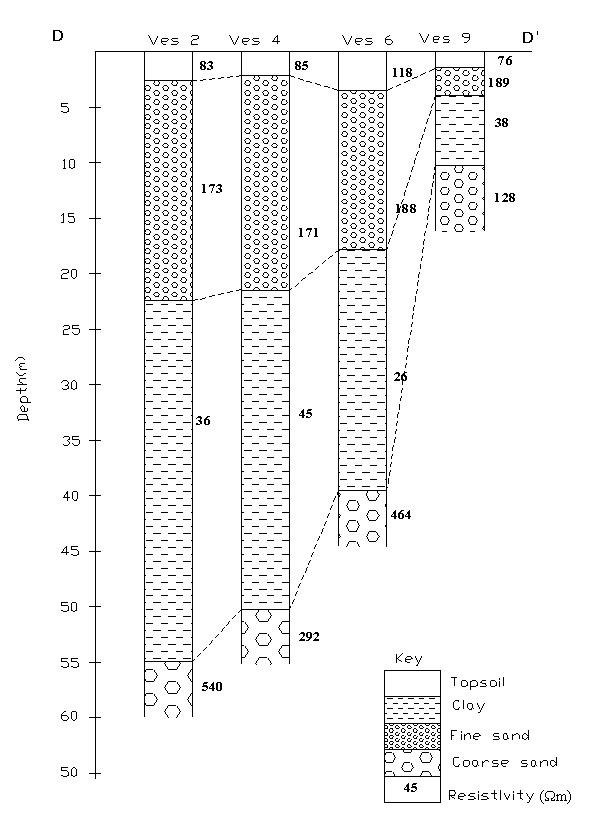 D D'
Ves 2 Ves 4 Ves 6 Ves 9
83 85 118 76
189
5
38
10
173 188 128
15
171
20
25
26
30
36 45
35
Depth(m)
40
464
45
50
292
55
540
60
50
Key
Topsoil
Clay
Fine sand
Coarse sand
45 Resistivity (Ωm)